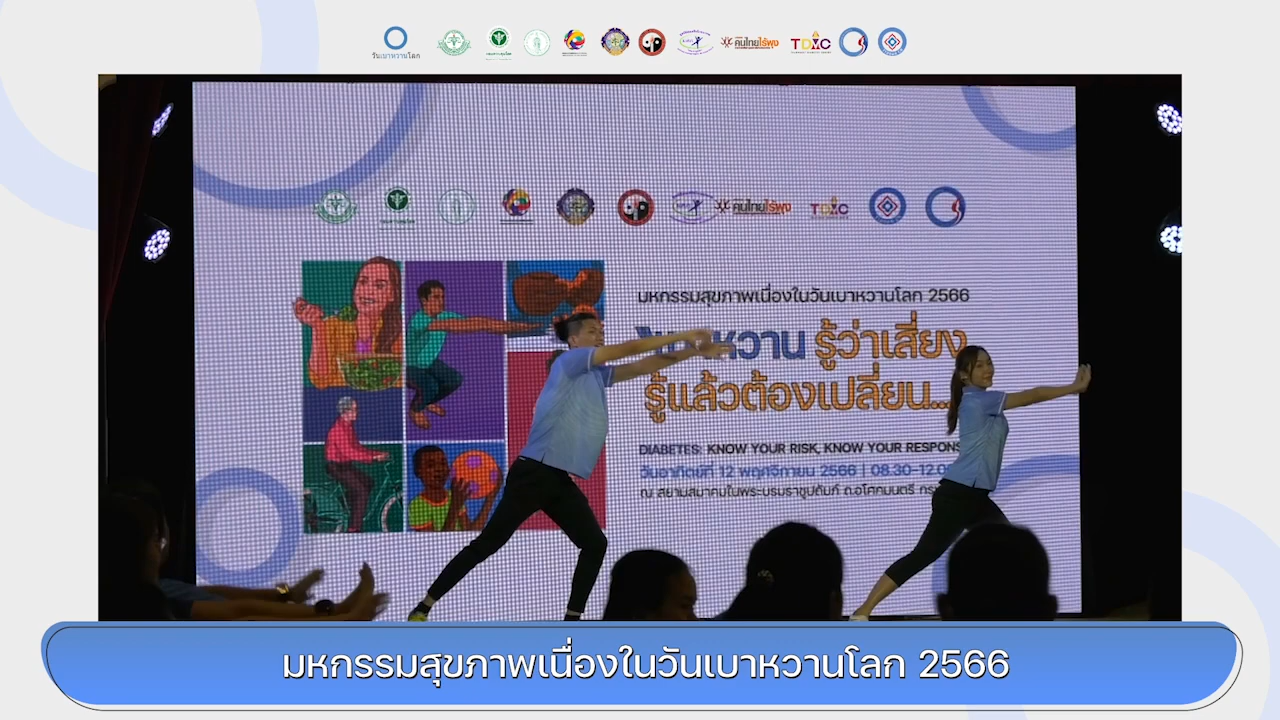 วันเบาหวานโลก
คนไทยไร้พุง
TDMC
คนไทยไร้พุง
TDMC
มหกรรมสุขภาพเนื่องในวันเบาหวานโลก 2566
เบาหวาน รู้ว่าเสี่ยง
รู้แล้วต้องเปลี่ยน...
DIABETES: KNOW YOUR RISK, KNOW YOUR RESPONS
วันอาทิตย์ที่ 12 พฤศจิกายน 2566 | 08.30-12.0
ณ สยามสมาคมในพระบรมราชูปถัมภ์ ถ.อโศกมนตรี กร
มหกรรมสุขภาพเนื่องในวันเบาหวานโลก 2566